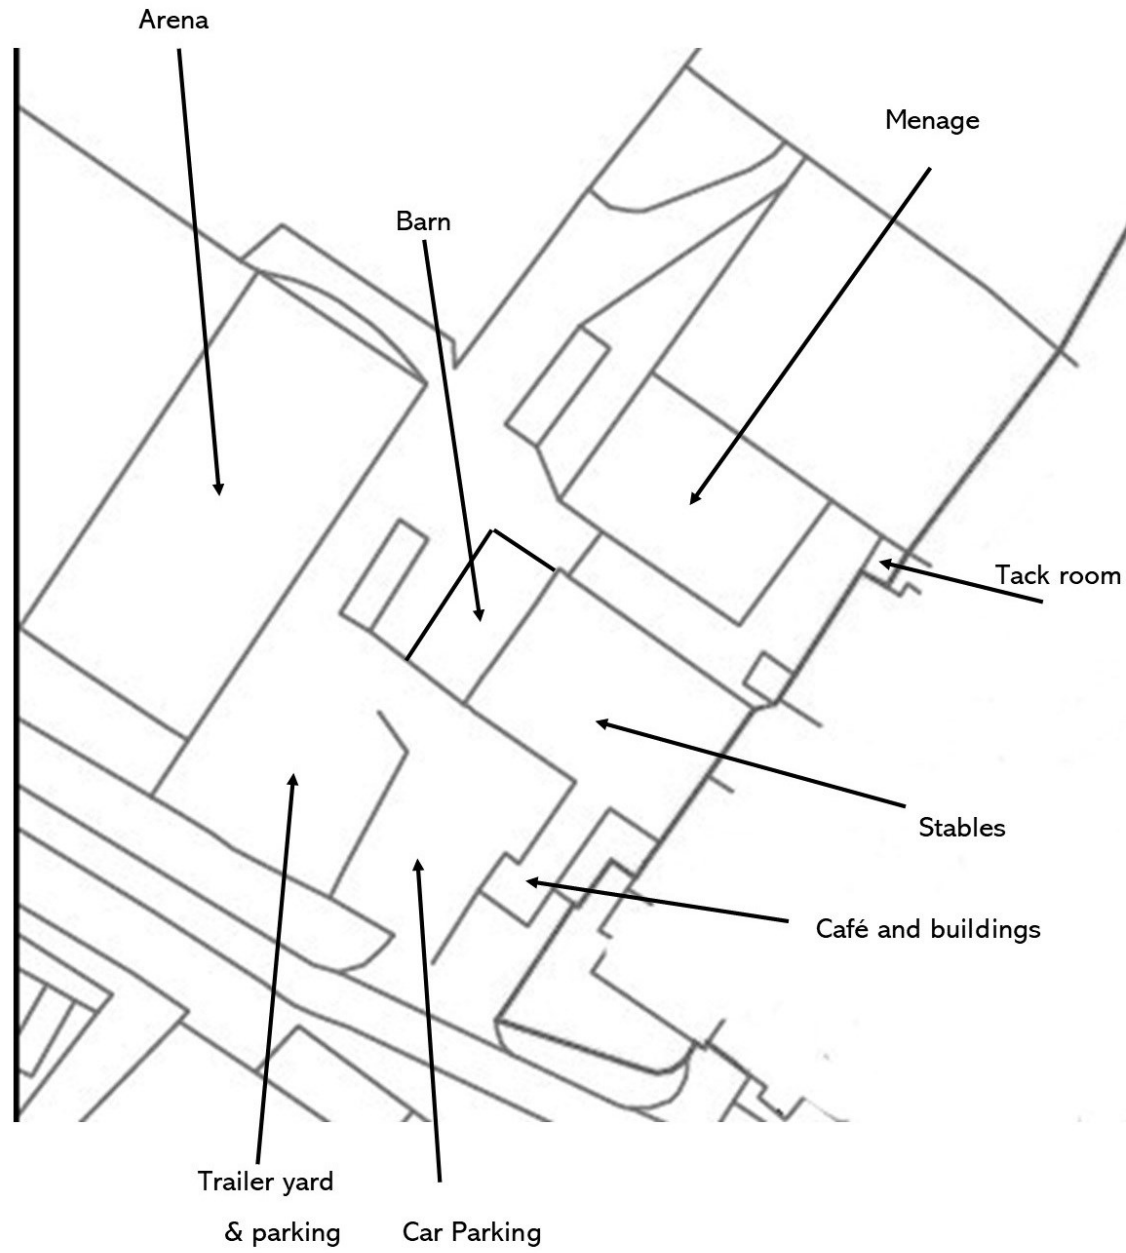 Arena
Menage
Barn
Tack room
Stables
Café and buildings
Trailer yard
& parking
Car Parking